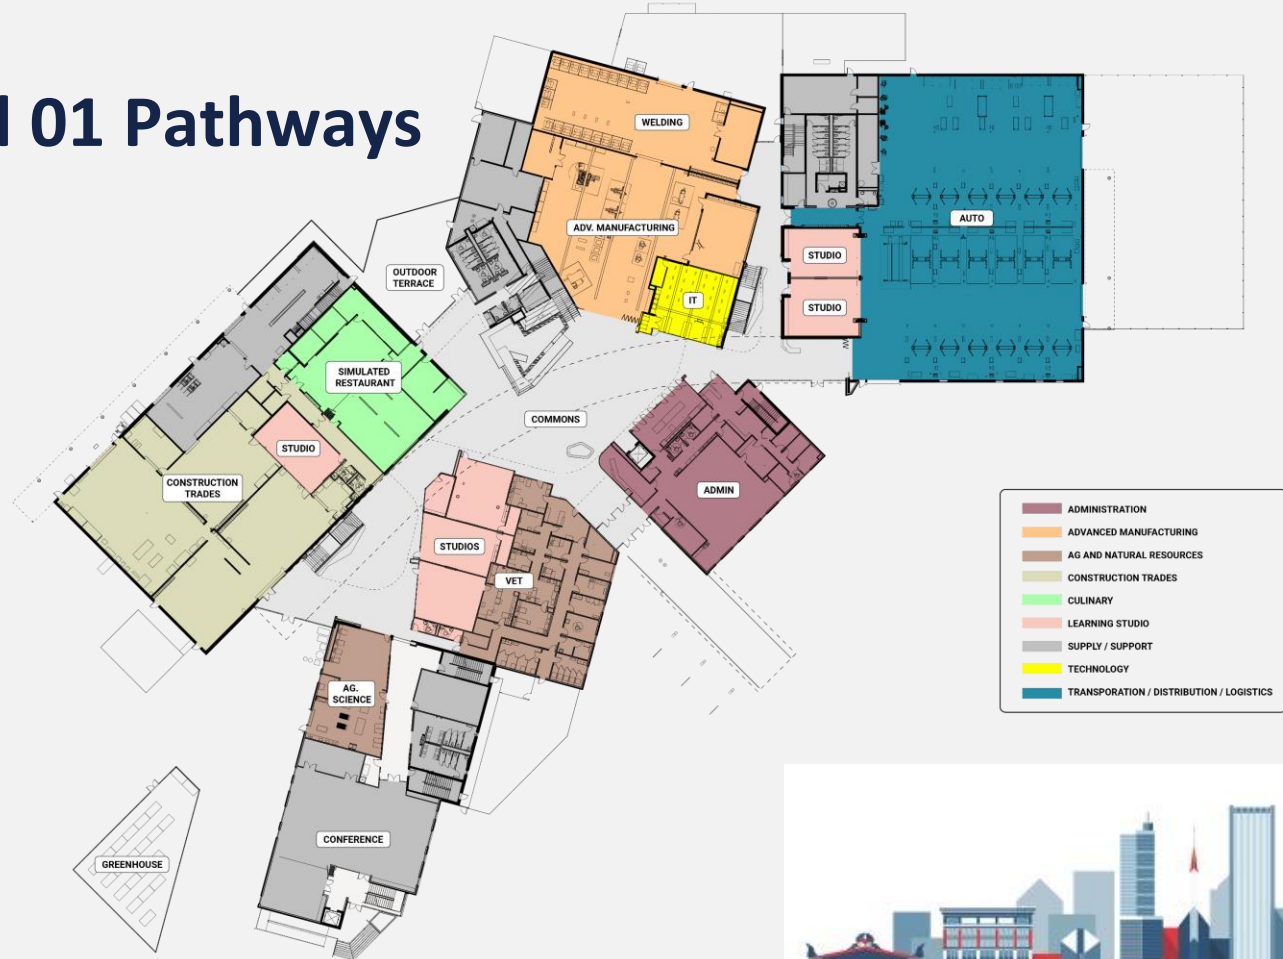 01 Pathways
WELDING
ADV. MANUFACTURING
AUTO
STUDIO
OUTDOOR
TERRACE
IT
STUDIO
SIMULATED
RESTAURANT
COMMONS
STUDIO
CONSTRUCTION
TRADES
ADMIN
STUDIOS
VET
AG.
SCIENCE
CONFERENCE
GREENHOUSE
ADMINISTRATION
ADVANCED MANUFACTURING
AG AND NATURAL RESOURCES
CONSTRUCTION TRADES
CULINARY
LEARNING STUDIO
SUPPLY / SUPPORT
TECHNOLOGY
TRANSPORATION / DISTRIBUTION / LOGISTICS